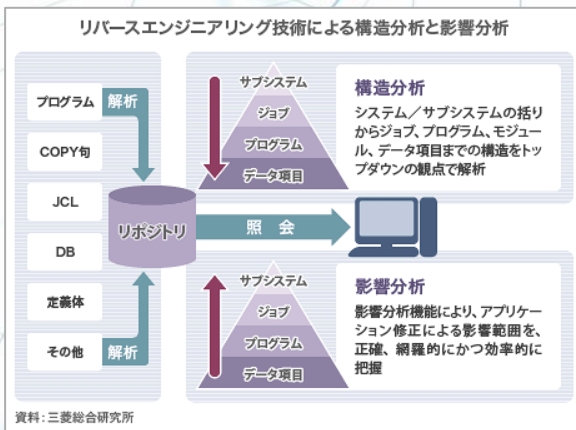 リバースエンジニアリング技術による構造分析と影響分析
プログラム
解析
COPY句
JCL
DB
定義体
その他
解析
リポジトリ
照 会
サブシステム
ジョブ
プログラム
データ項目
構造分析
システム／サブシステムの括り
からジョブ、プログラム、モジュー
ル、データ項目までの構造をトッ
プダウンの観点で解析
サブシステム
ジョブ
プログラム
データ項目
影響分析
影響分析機能により、アプリケー
ション修正による影響範囲を、
正確、網羅的にかつ効率的に
把握
資料：三菱総合研究所